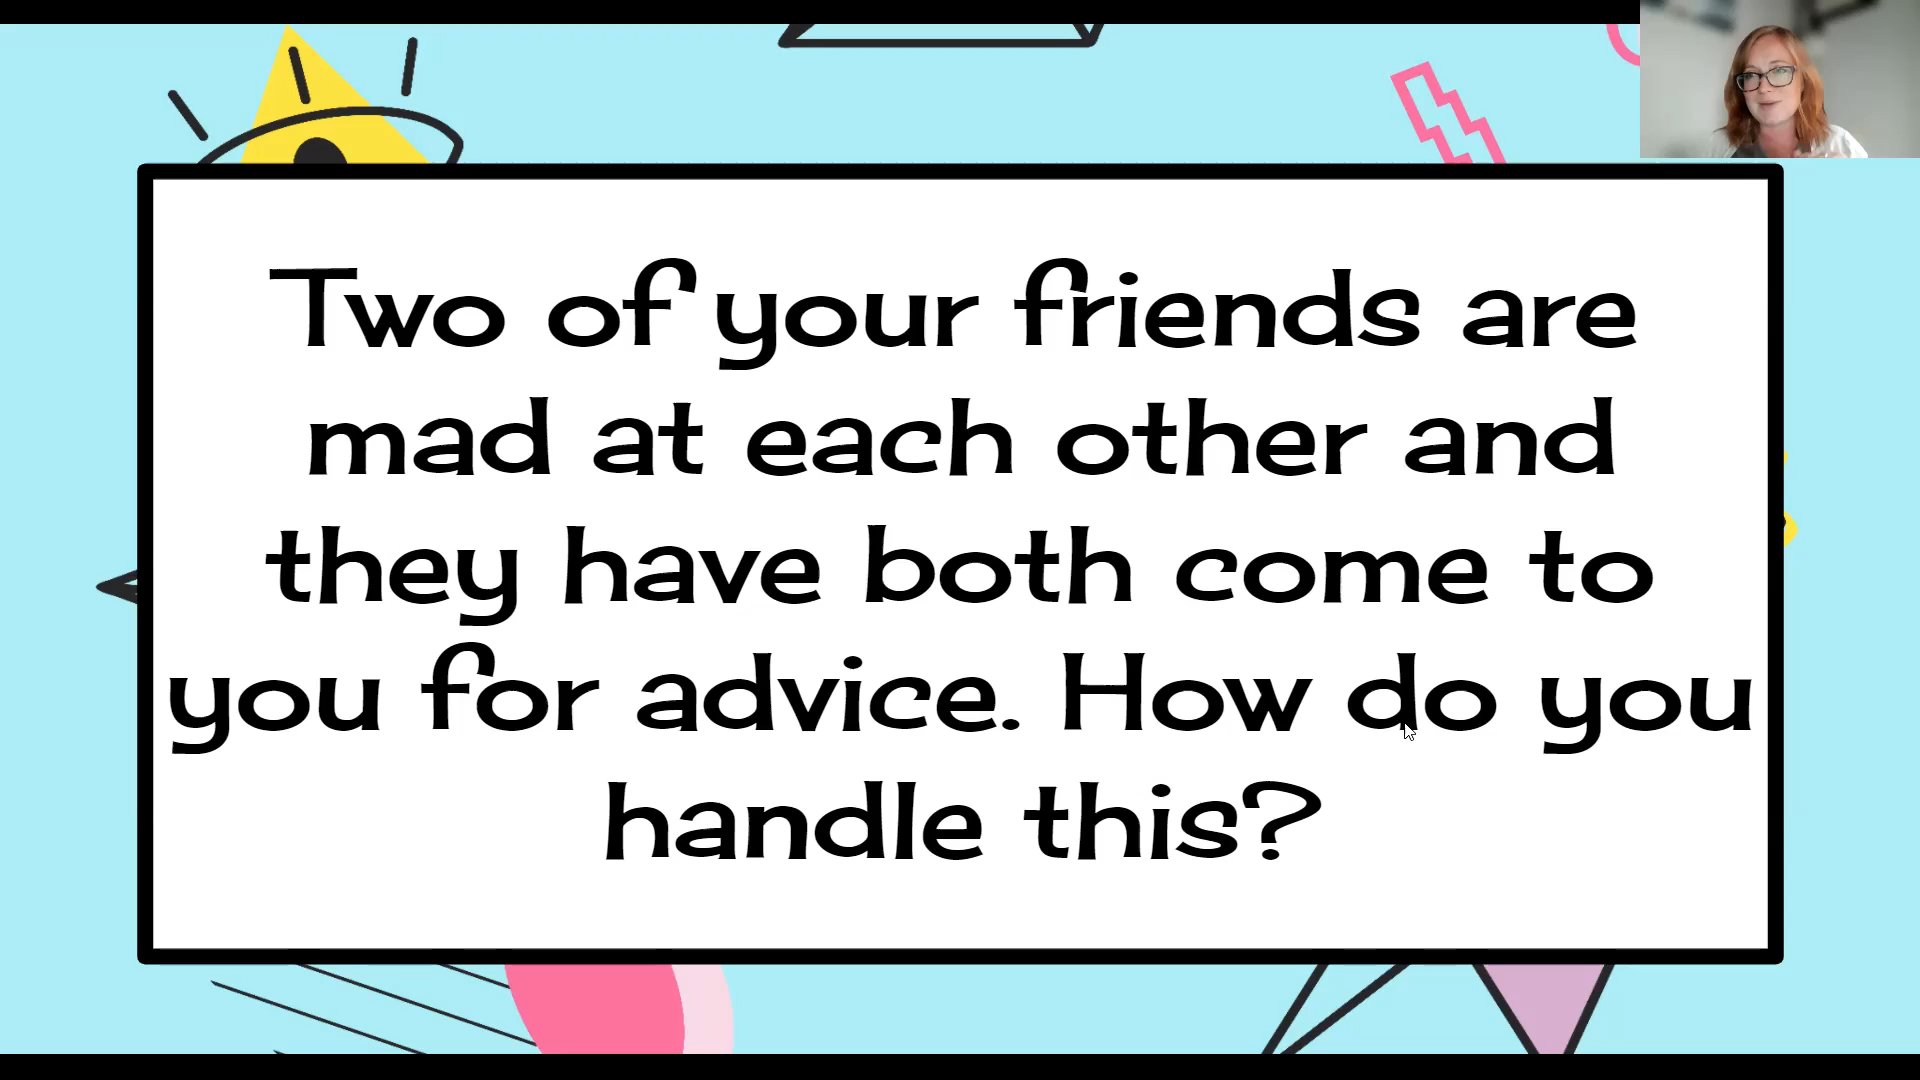 Two of your friends are
mad at each other and
they have both come to
you for advice. How do you
handle this?